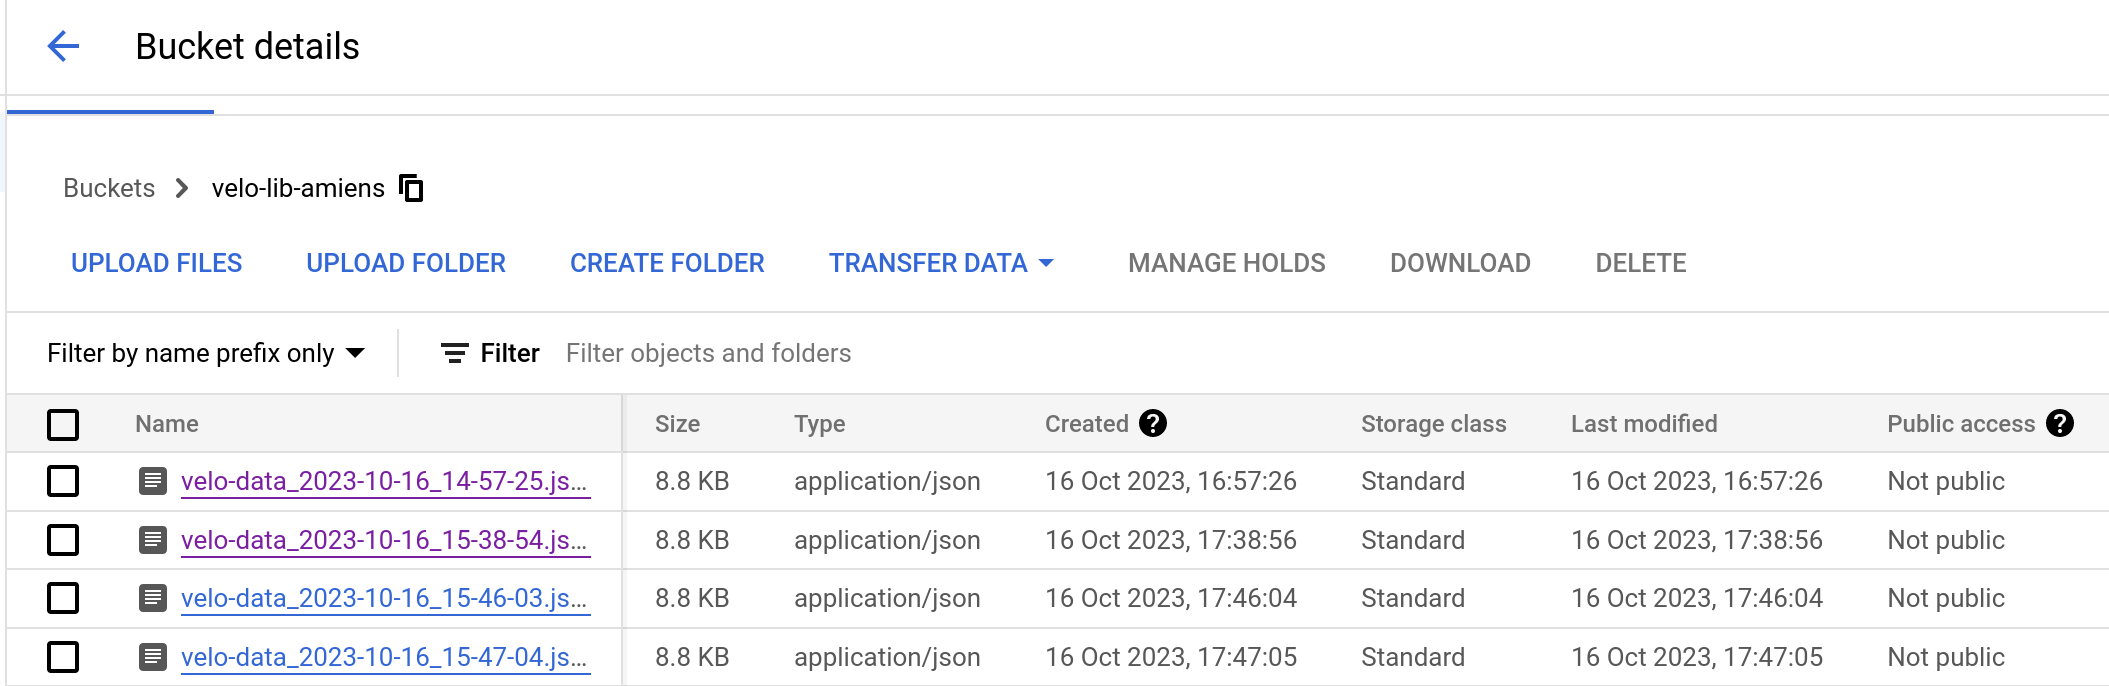 Bucket details
Buckets velo-lib-amiens
UPLOAD FILES UPLOAD FOLDER CREATE FOLDER TRANSFER DATA MANAGE HOLDS DOWNLOAD DELETE
Filter by name prefix only Filter Filter objects and folders
Name Size Type Created ? Storage class Last modified Public access ?
velo-data_2023-10-16_14-57-25.js... 8.8 KB application/json 16 Oct 2023, 16:57:26 Standard 16 Oct 2023, 16:57:26 Not public
velo-data_2023-10-16_15-38-54.js... 8.8 KB application/json 16 Oct 2023, 17:38:56 Standard 16 Oct 2023, 17:38:56 Not public
velo-data_2023-10-16_15-46-03.js... 8.8 KB application/json 16 Oct 2023, 17:46:04 Standard 16 Oct 2023, 17:46:04 Not public
velo-data_2023-10-16_15-47-04.js... 8.8 KB application/json 16 Oct 2023, 17:47:05 Standard 16 Oct 2023, 17:47:05 Not public